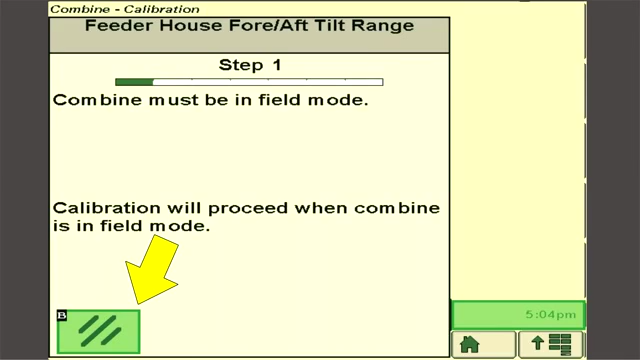 Combine - Calibration
Feeder House Fore/Aft Tilt Range
Step 1
Combine must be in field mode.
Calibration will proceed when combine
is in field mode.
B
5:04pm